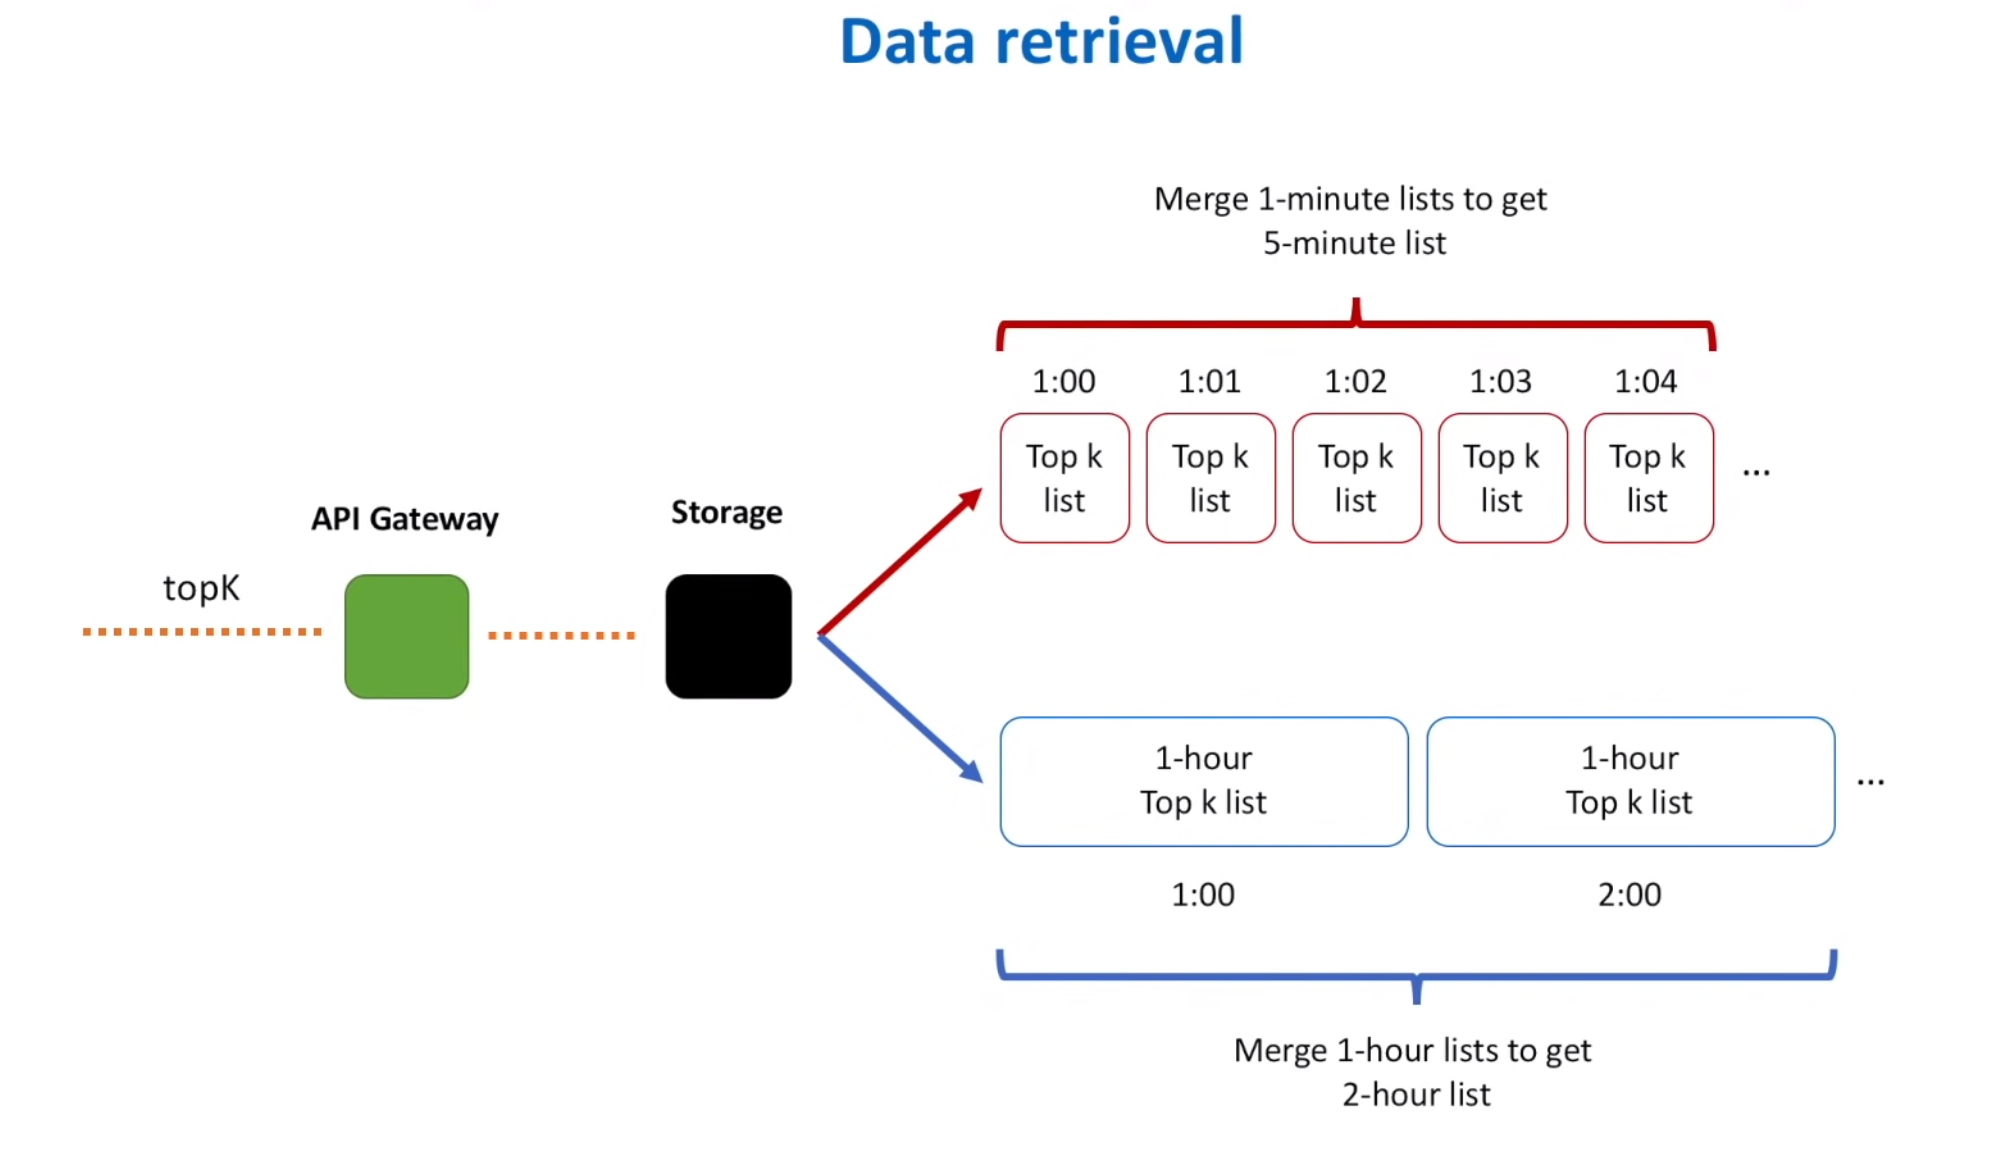 Data retrieval
Merge 1-minute lists to get
5-minute list
1:00
1:01
1:02
1:03
1:04
Top k
list
Top k
list
Top k
list
Top k
list
Top k
list
...
API Gateway
Storage
topK
1-hour
Top k list
1-hour
Top k list
...
1:00
2:00
Merge 1-hour lists to get
2-hour list